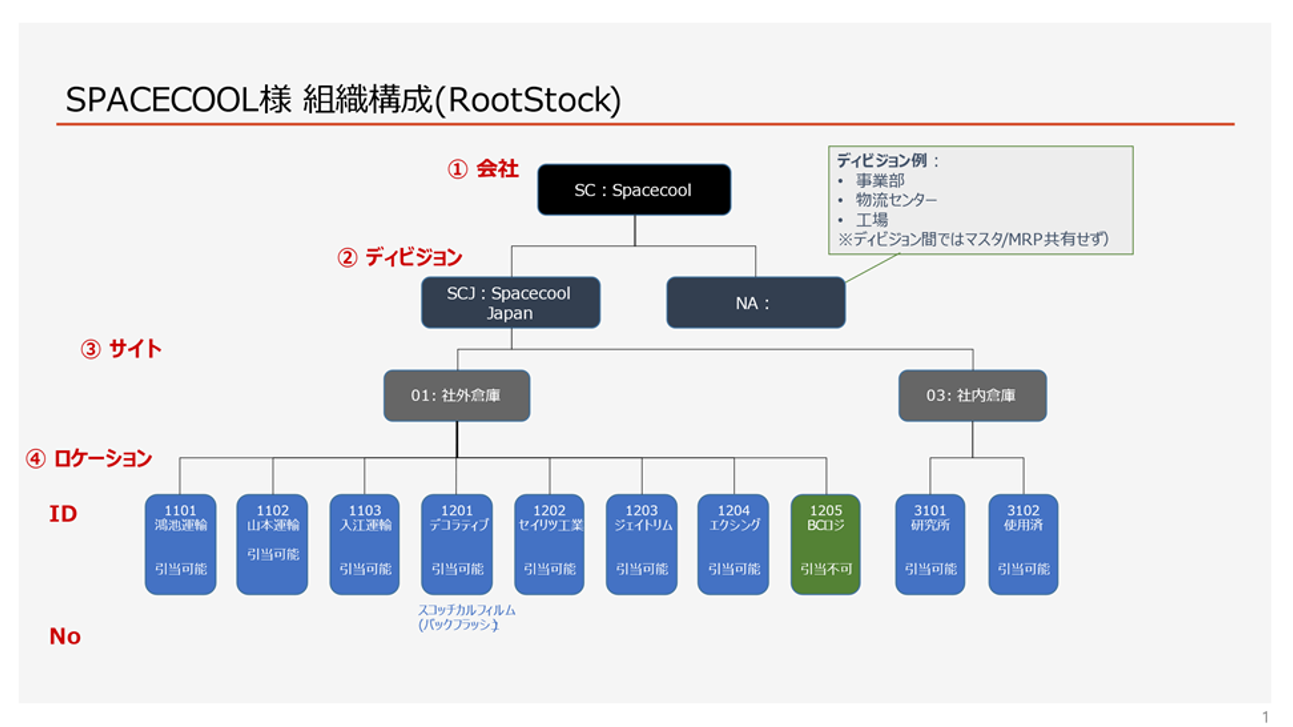 SPACECOOL様 組織構成(RootStock)
① 会社
SC：Spacecool
ディビジョン例：
• 事業部
• 物流センター
• 工場
※ディビジョン間ではマスタ/MRP共有せず）
② ディビジョン
SCJ：Spacecool
Japan
NA：
③ サイト
01: 社外倉庫
03: 社内倉庫
④ ロケーション
ID
1101
鴻池運輸
引当可能
1102
山本運輸
引当可能
1103
入江運輸
引当可能
1201
デコラティブ
引当可能
スコッチカルフィルム
(バックフラッシュ)
1202
セイリツ工業
引当可能
1203
ジェイトリム
引当可能
1204
エクシング
引当可能
1205
BCロジ
引当不可
3101
研究所
引当可能
3102
使用済
引当可能
No
1